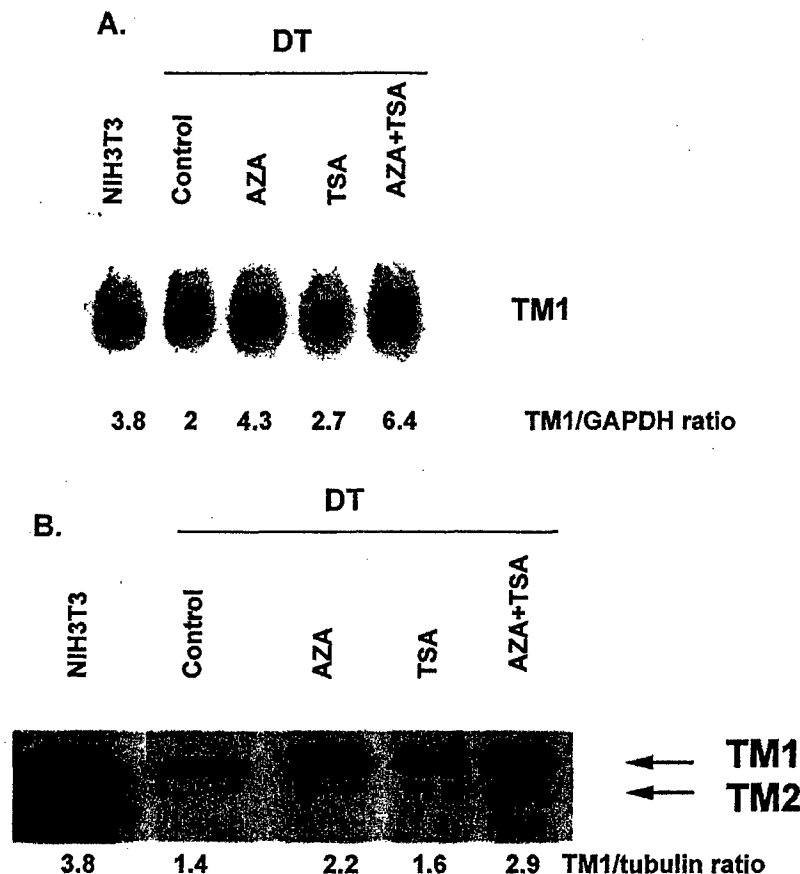 A.
DT
NIH3T3 Control AZA TSA AZA+TSA
TM1
3.8 2 4.3 2.7 6.4 TM1/GAPDH ratio
DT
B.
NIH3T3 Control AZA TSA AZA+TSA
TM1
TM2
3.8 1.4 2.2 1.6 2.9 TM1/tubulin ratio